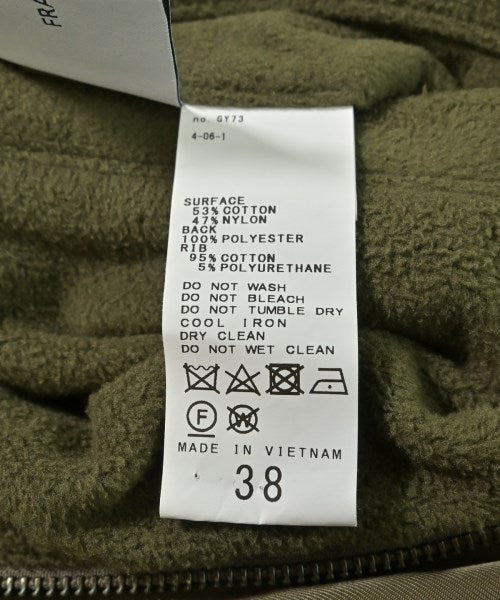 FRA
no. GY73
4-06-1
SURFACE
53% COTTON
47% NYLON
BACK
100% POLYESTER
RIB
95% COTTON
5% POLYURETHANE
DO NOT WASH
DO NOT BLEACH
DO NOT TUMBLE DRY
COOL IRON
DRY CLEAN
DO NOT WET CLEAN
F W
MADE IN VIETNAM
38